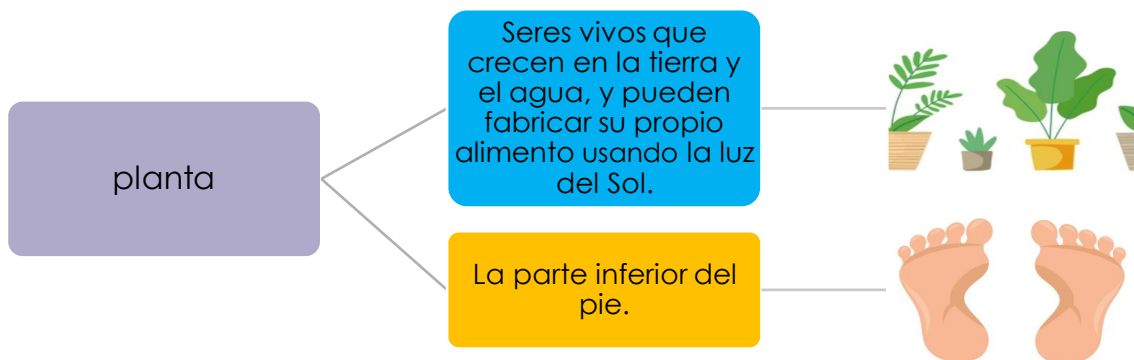 planta
Seres vivos que
crecen en la tierra y
el agua, y pueden
fabricar su propio
alimento usando la luz
del Sol.
La parte inferior del
pie.